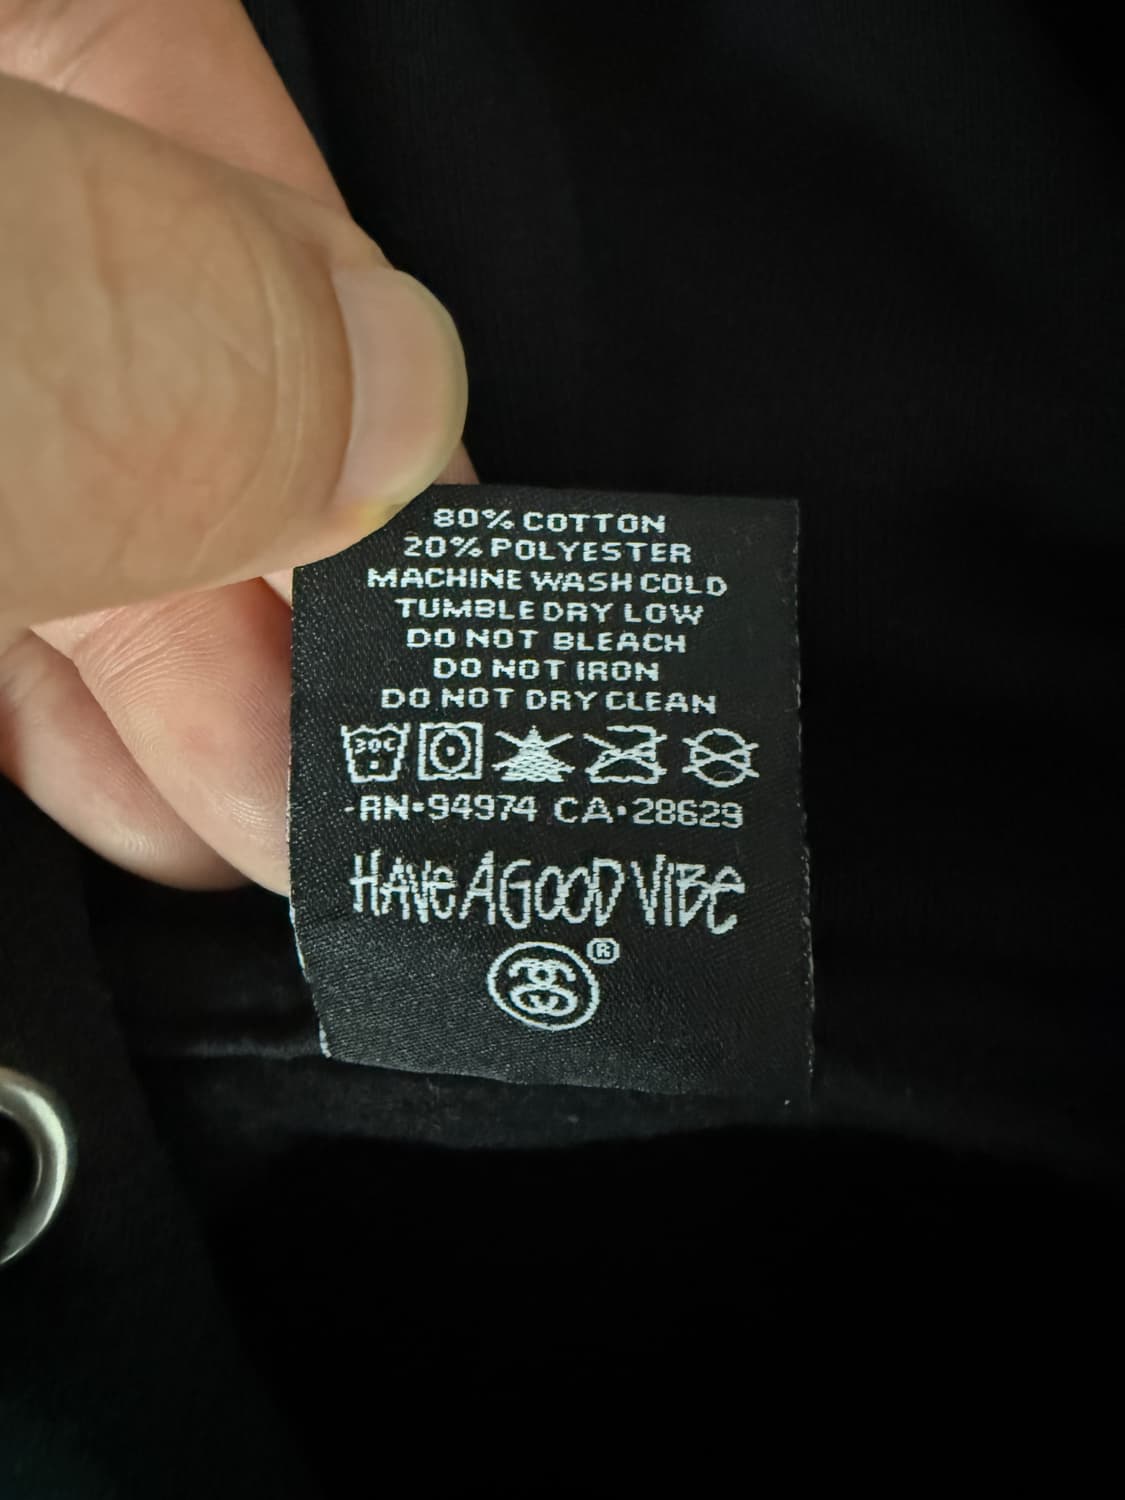 80% COTTON
20% POLYESTER
MACHINE WASH COLD
TUMBLE DRY LOW
DO NOT BLEACH
DO NOT IRON
DO NOT DRY CLEAN
30C
-RN•94974 CA•28629
HAVE A GOOD VIBE
®